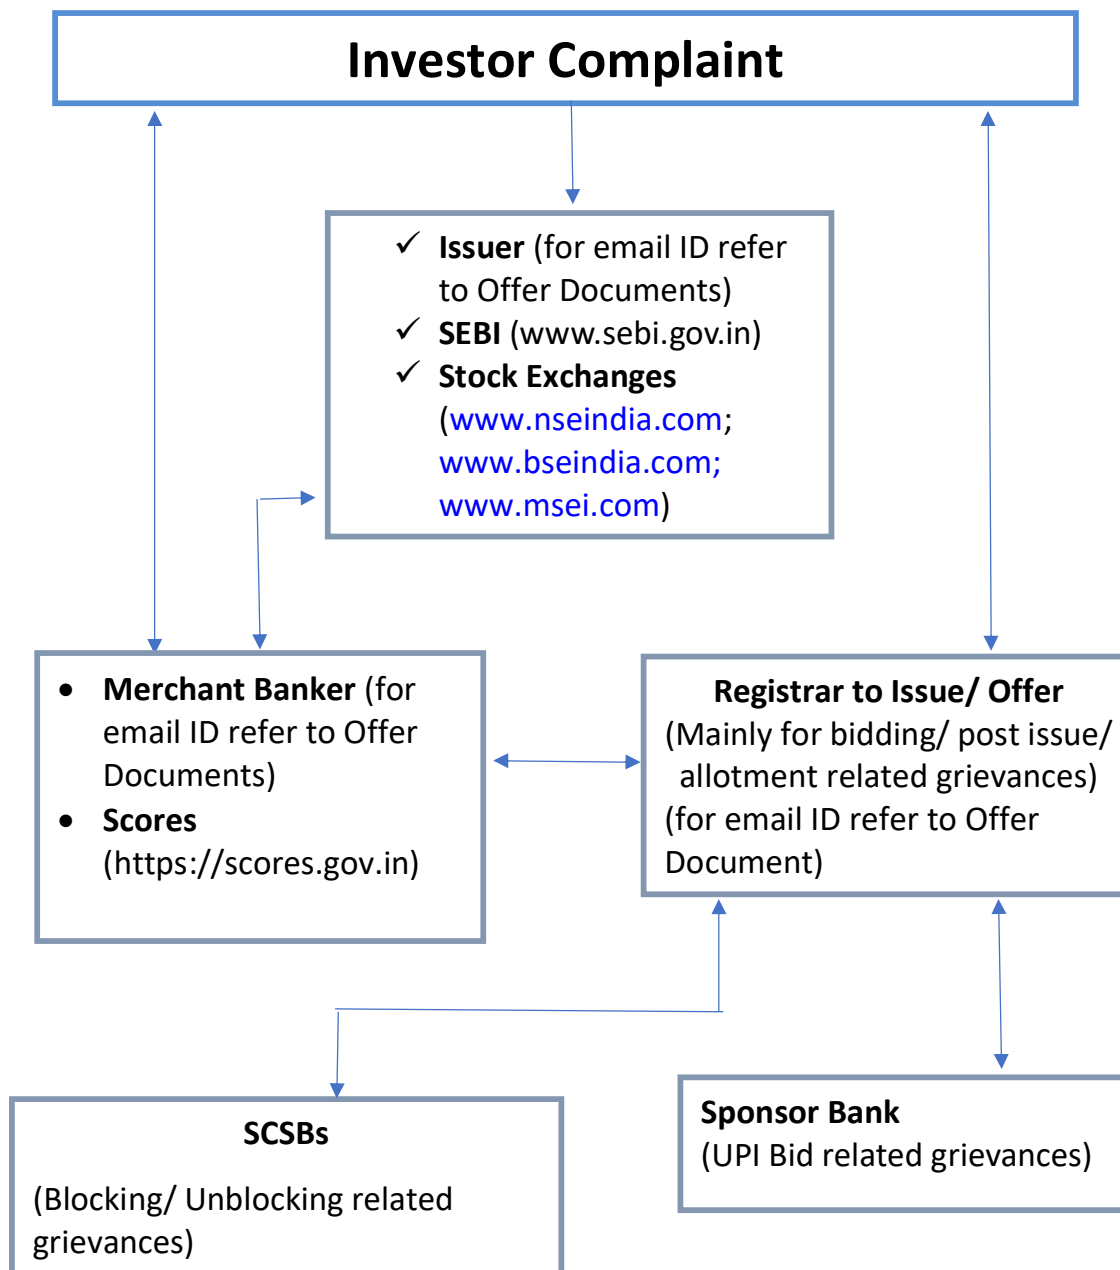 Investor Complaint
✓ Issuer (for email ID refer
to Offer Documents)
✓ SEBI (www.sebi.gov.in)
✓ Stock Exchanges
(www.nseindia.com;
www.bseindia.com;
www.msei.com)
• Merchant Banker (for
email ID refer to Offer
Documents)
• Scores
(https://scores.gov.in)
Registrar to Issue/ Offer
(Mainly for bidding/ post issue/
allotment related grievances)
(for email ID refer to Offer
Document)
SCSBs
(Blocking/ Unblocking related
grievances)
Sponsor Bank
(UPI Bid related grievances)